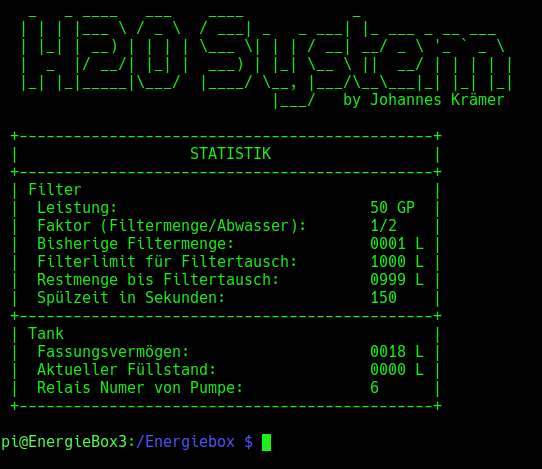 H2O System
by Johannes Krämer
STATISTIK
Filter
Leistung: 50 GP
Faktor (Filtermenge/Abwasser): 1/2
Bisherige Filtermenge: 0001 L
Filterlimit für Filtertausch: 1000 L
Restmenge bis Filtertausch: 0999 L
Spülzeit in Sekunden: 150
Tank
Fassungsvermögen: 0018 L
Aktueller Füllstand: 0000 L
Relais Numer von Pumpe: 6
pi@EnergieBox3:/Energiebox $